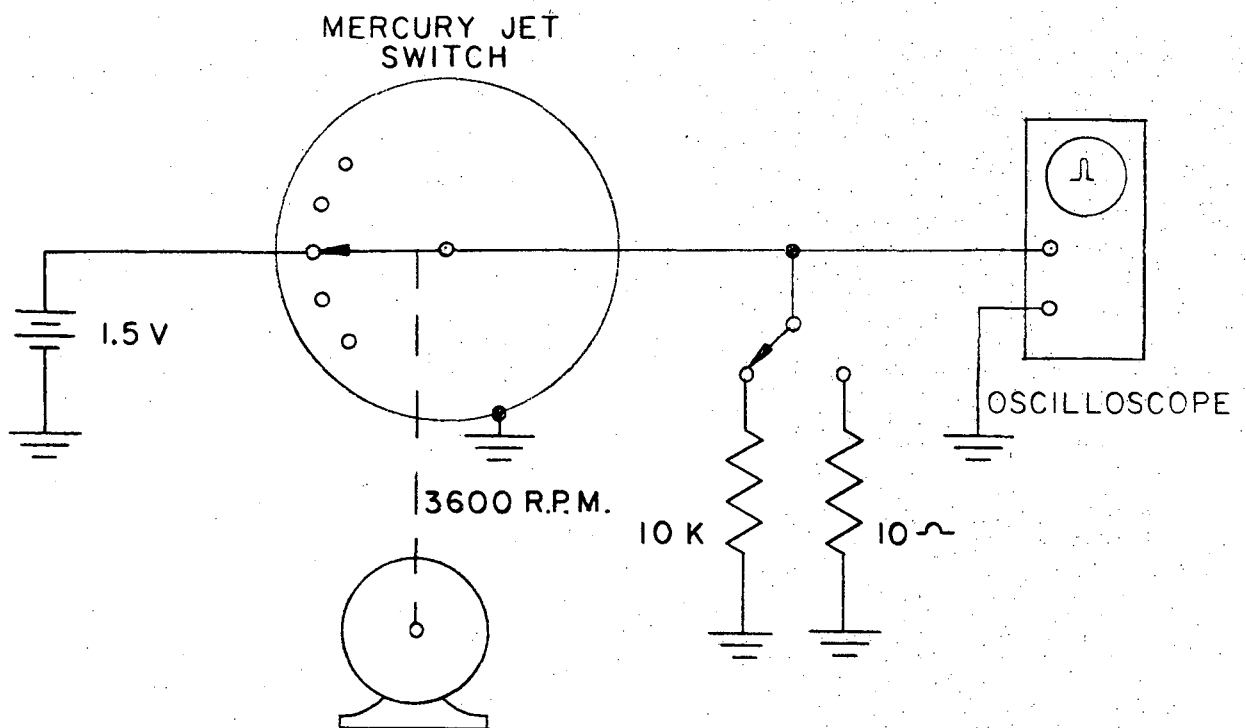 MERCURY JET
SWITCH
1.5 V
OSCILLOSCOPE
3600 R.P.M.
10 K
10 Ω